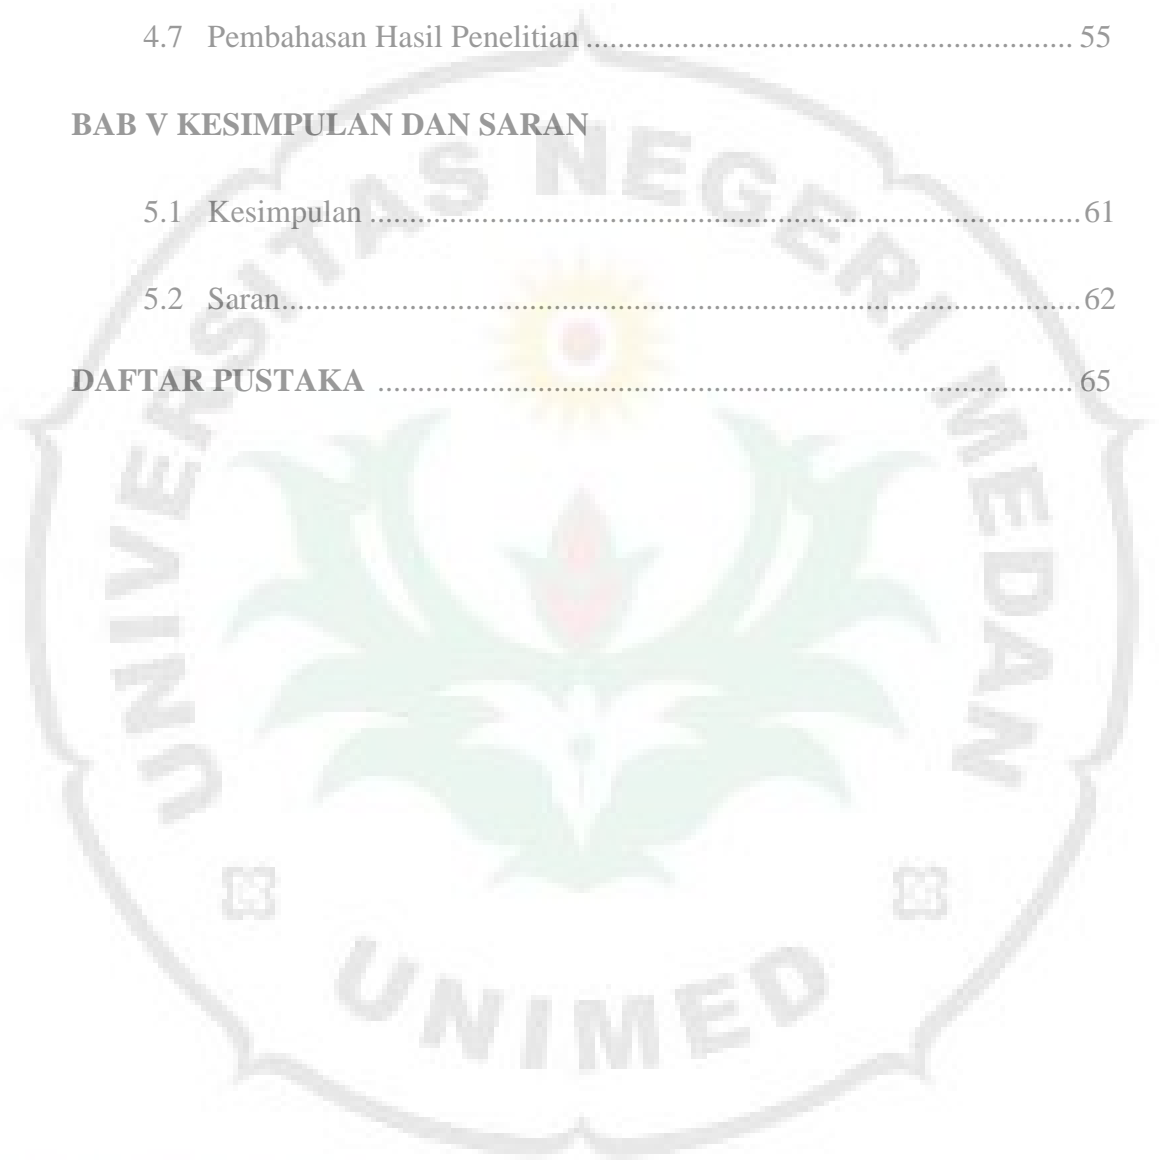 4.7 Pembahasan Hasil Penelitian ............................................................. 55
BAB V KESIMPULAN DAN SARAN
5.1 Kesimpulan ......................................................................................... 61
5.2 Saran.................................................................................................... 62
DAFTAR PUSTAKA ....................................................................................... 65
UNIVERSITAS NEGERI MEDAN
UNIMED